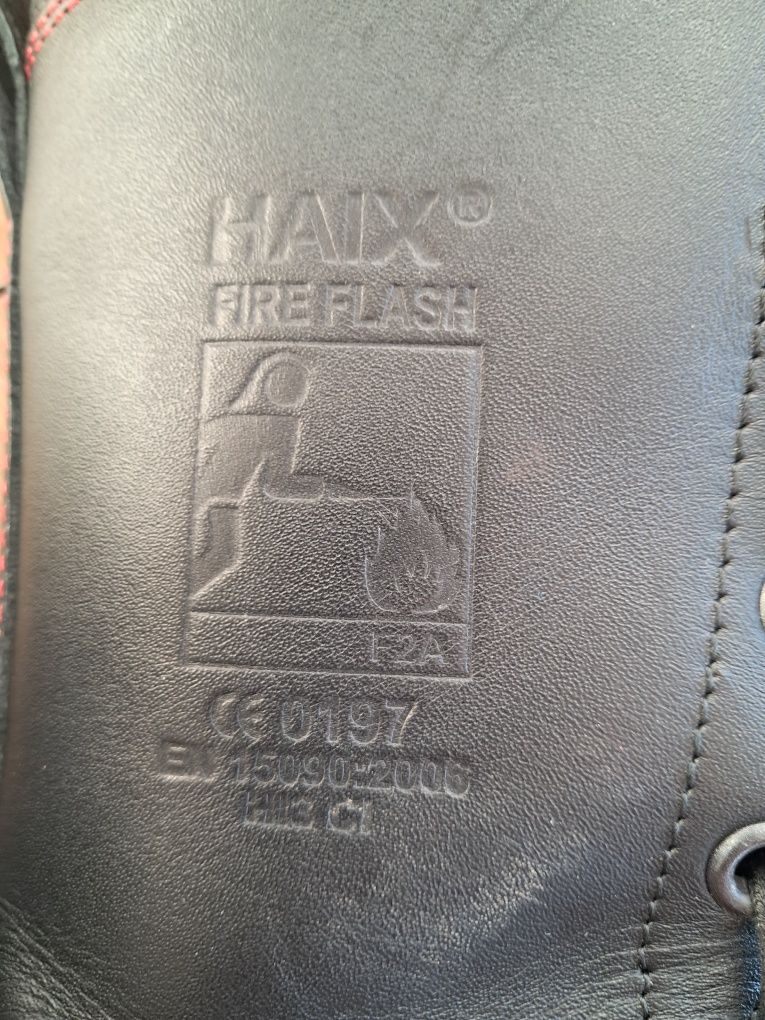 HAIX®
FIRE FLASH
F2A
CE 0197
EN 15090:2006
HI3 CI